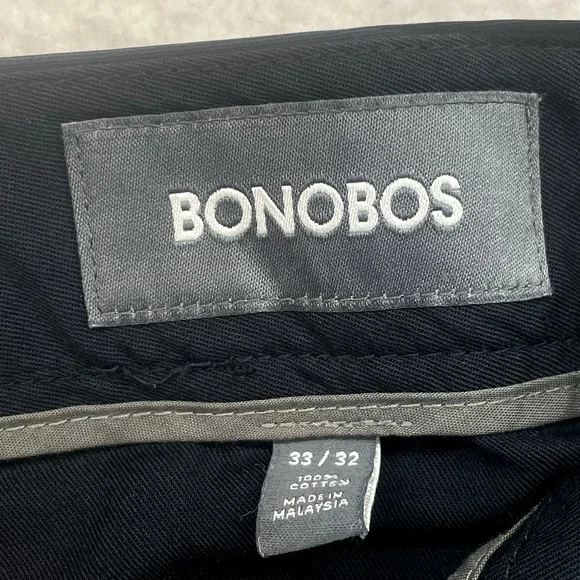 BONOBOS
33 / 32
100%
COTTON
MADE IN
MALAYSIA